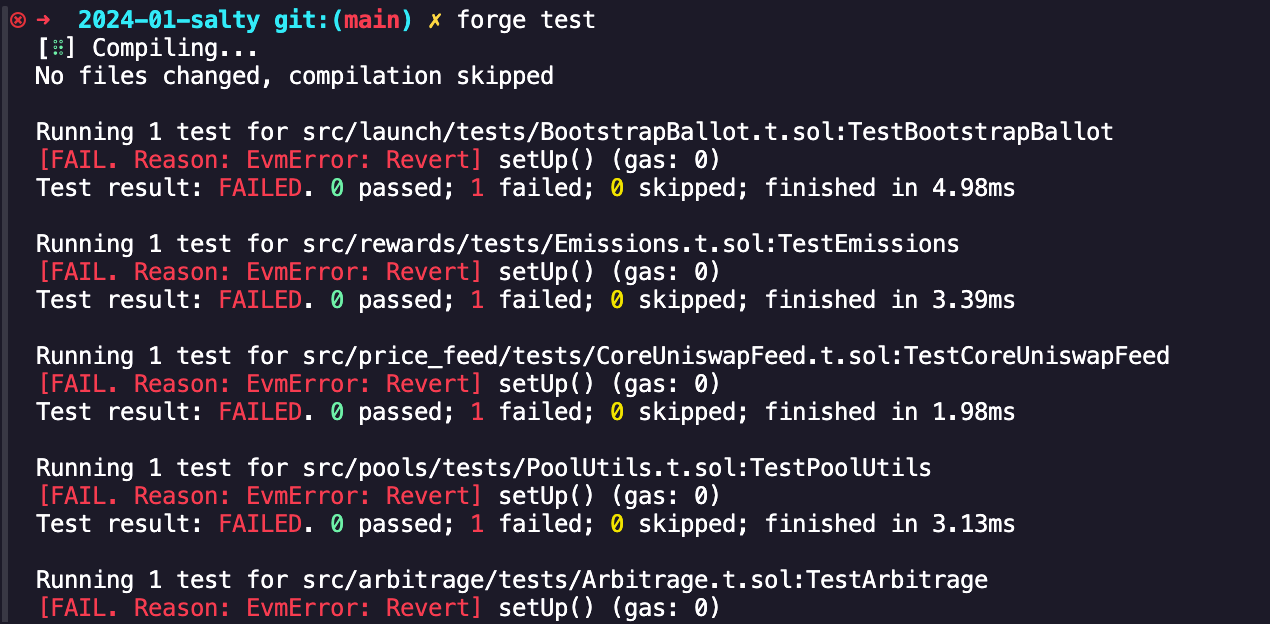 ➜ 2024-01-salty git:(main) ✗ forge test
[⠿] Compiling...
No files changed, compilation skipped
Running 1 test for src/launch/tests/BootstrapBallot.t.sol:TestBootstrapBallot
[FAIL. Reason: EvmError: Revert] setUp() (gas: 0)
Test result: FAILED. 0 passed; 1 failed; 0 skipped; finished in 4.98ms
Running 1 test for src/rewards/tests/Emissions.t.sol:TestEmissions
[FAIL. Reason: EvmError: Revert] setUp() (gas: 0)
Test result: FAILED. 0 passed; 1 failed; 0 skipped; finished in 3.39ms
Running 1 test for src/price_feed/tests/CoreUniswapFeed.t.sol:TestCoreUniswapFeed
[FAIL. Reason: EvmError: Revert] setUp() (gas: 0)
Test result: FAILED. 0 passed; 1 failed; 0 skipped; finished in 1.98ms
Running 1 test for src/pools/tests/PoolUtils.t.sol:TestPoolUtils
[FAIL. Reason: EvmError: Revert] setUp() (gas: 0)
Test result: FAILED. 0 passed; 1 failed; 0 skipped; finished in 3.13ms
Running 1 test for src/arbitrage/tests/Arbitrage.t.sol:TestArbitrage
[FAIL. Reason: EvmError: Revert] setUp() (gas: 0)